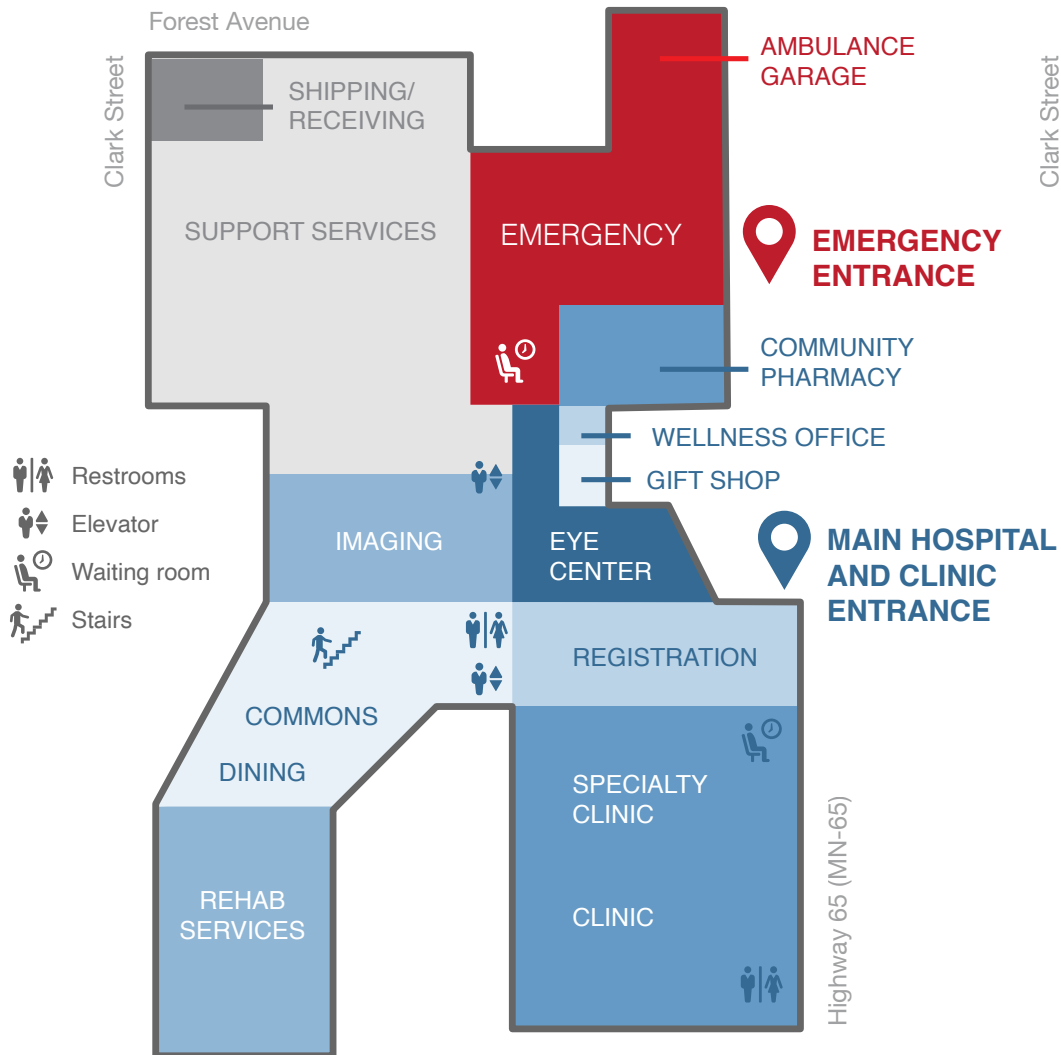 Forest Avenue
Clark Street
SHIPPING/
RECEIVING
AMBULANCE
GARAGE
Clark Street
SUPPORT SERVICES
EMERGENCY
EMERGENCY
ENTRANCE
COMMUNITY
PHARMACY
WELLNESS OFFICE
GIFT SHOP
Restrooms
Elevator
Waiting room
Stairs
IMAGING
EYE
CENTER
MAIN HOSPITAL
AND CLINIC
ENTRANCE
REGISTRATION
COMMONS
DINING
SPECIALTY
CLINIC
REHAB
SERVICES
CLINIC
Highway 65 (MN-65)